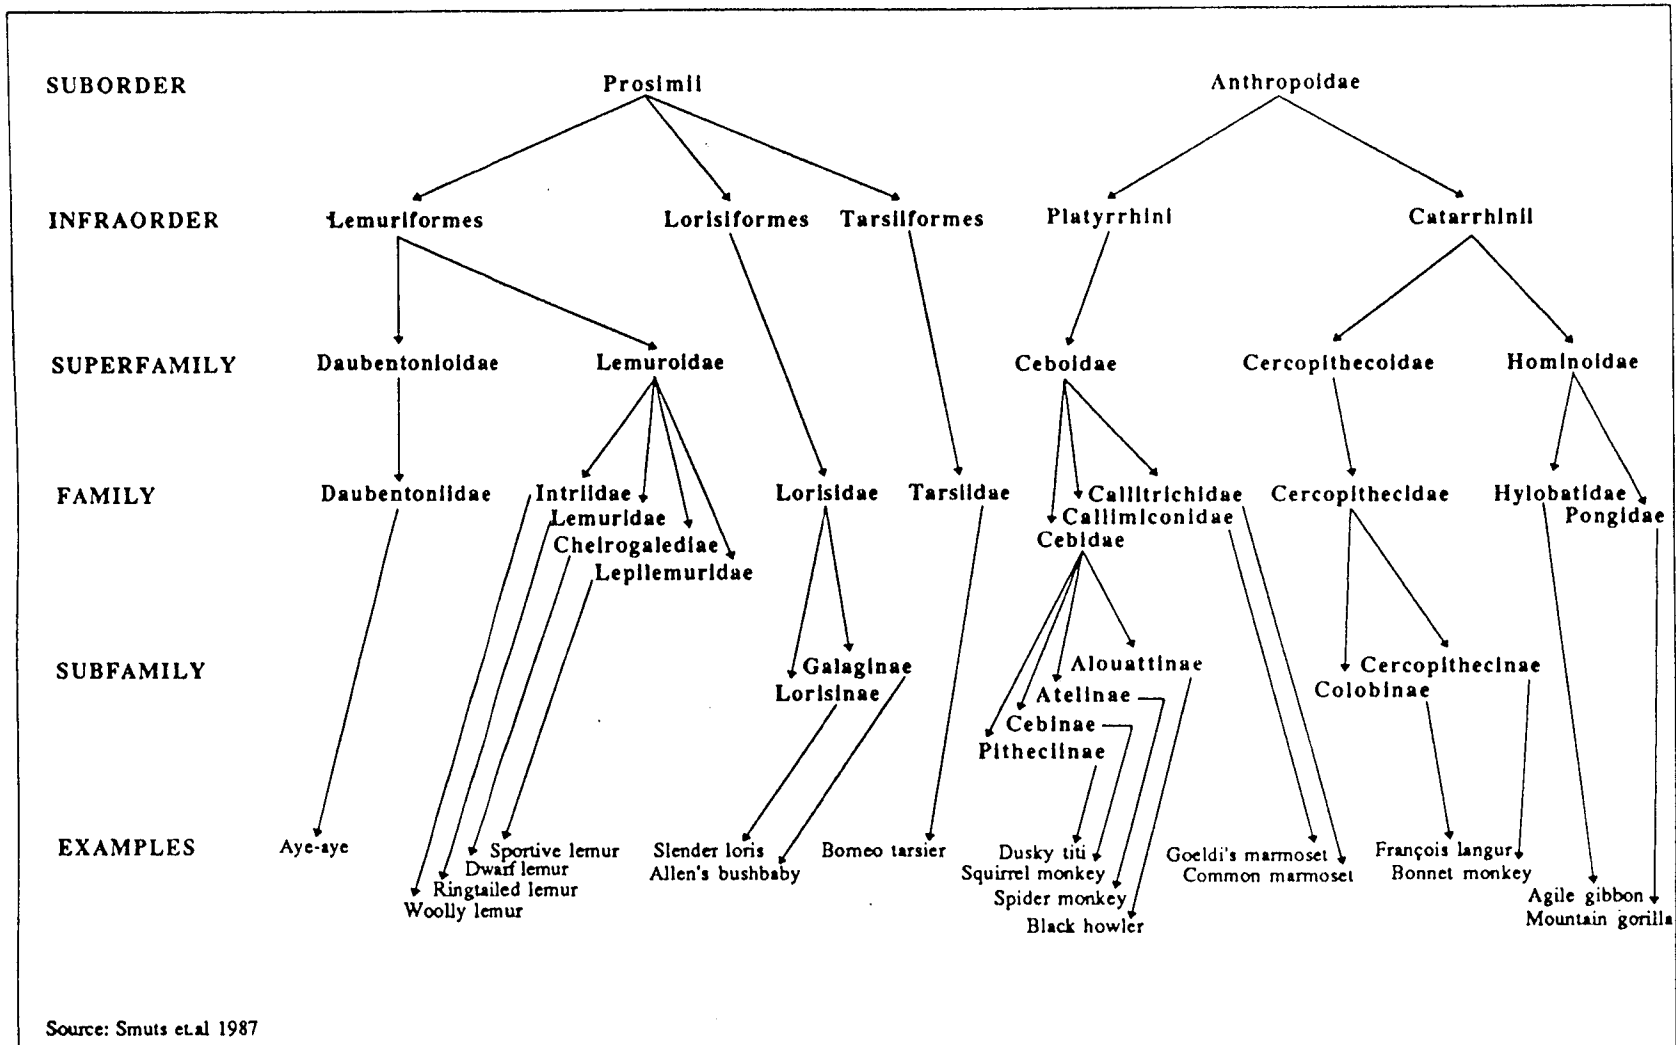 SUBORDER Prosimii Anthropoidae
INFRAORDER Lemuriformes Lorisiformes Tarsiiformes Platyrrhini Catarrhinii
SUPERFAMILY Daubentonioidae Lemuroidae Ceboidae Cercopithecoidae Hominoidae
FAMILY Daubentoniidae Intriidae Lorisidae Tarsiidae Callitrichidae Cercopithecidae Hylobatidae
Lemuridae Callimiconidae Pongidae
Cheirogalediae Cebidae
Lepilemuridae
SUBFAMILY Galaginae Alouattinae Cercopithecinae
Lorisinae Atelinae Colobinae
Cebinae
Pitheciinae
EXAMPLES Aye-aye Sportive lemur Slender loris Borneo tarsier Dusky titi Goeldi's marmoset François langur
Dwarf lemur Allen's bushbaby Squirrel monkey Common marmoset Bonnet monkey
Ringtailed lemur Spider monkey Agile gibbon
Woolly lemur Black howler Mountain gorilla
Source: Smuts et.al 1987